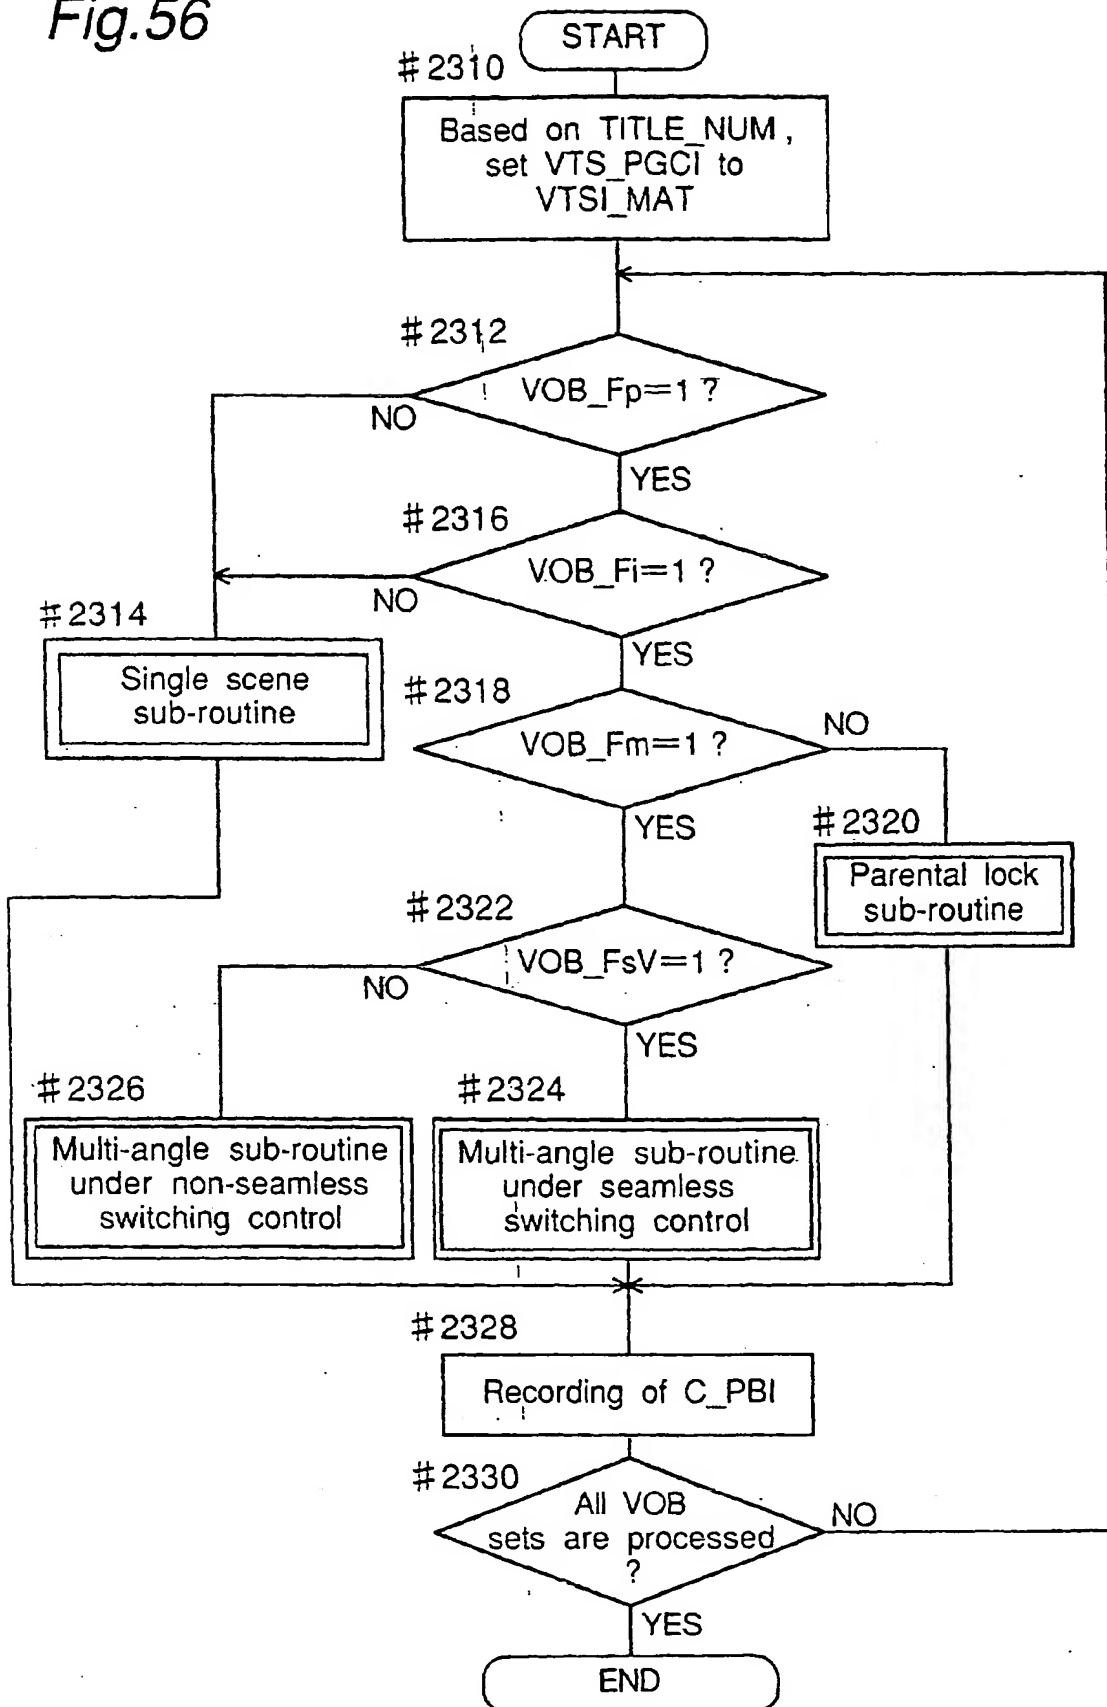 Fig.56
START
#2310
Based on TITLE_NUM,
set VTS_PGCI to
VTSI_MAT
#2312
VOB_Fp=1 ?
NO
YES
#2316
VOB_Fi=1 ?
NO
YES
#2314
Single scene
sub-routine
#2318
VOB_Fm=1 ?
NO
YES
#2320
Parental lock
sub-routine
#2322
VOB_FsV=1 ?
NO
YES
#2326
Multi-angle sub-routine
under non-seamless
switching control
#2324
Multi-angle sub-routine
under seamless
switching control
#2328
Recording of C_PBI
#2330
All VOB
sets are processed
?
NO
YES
END